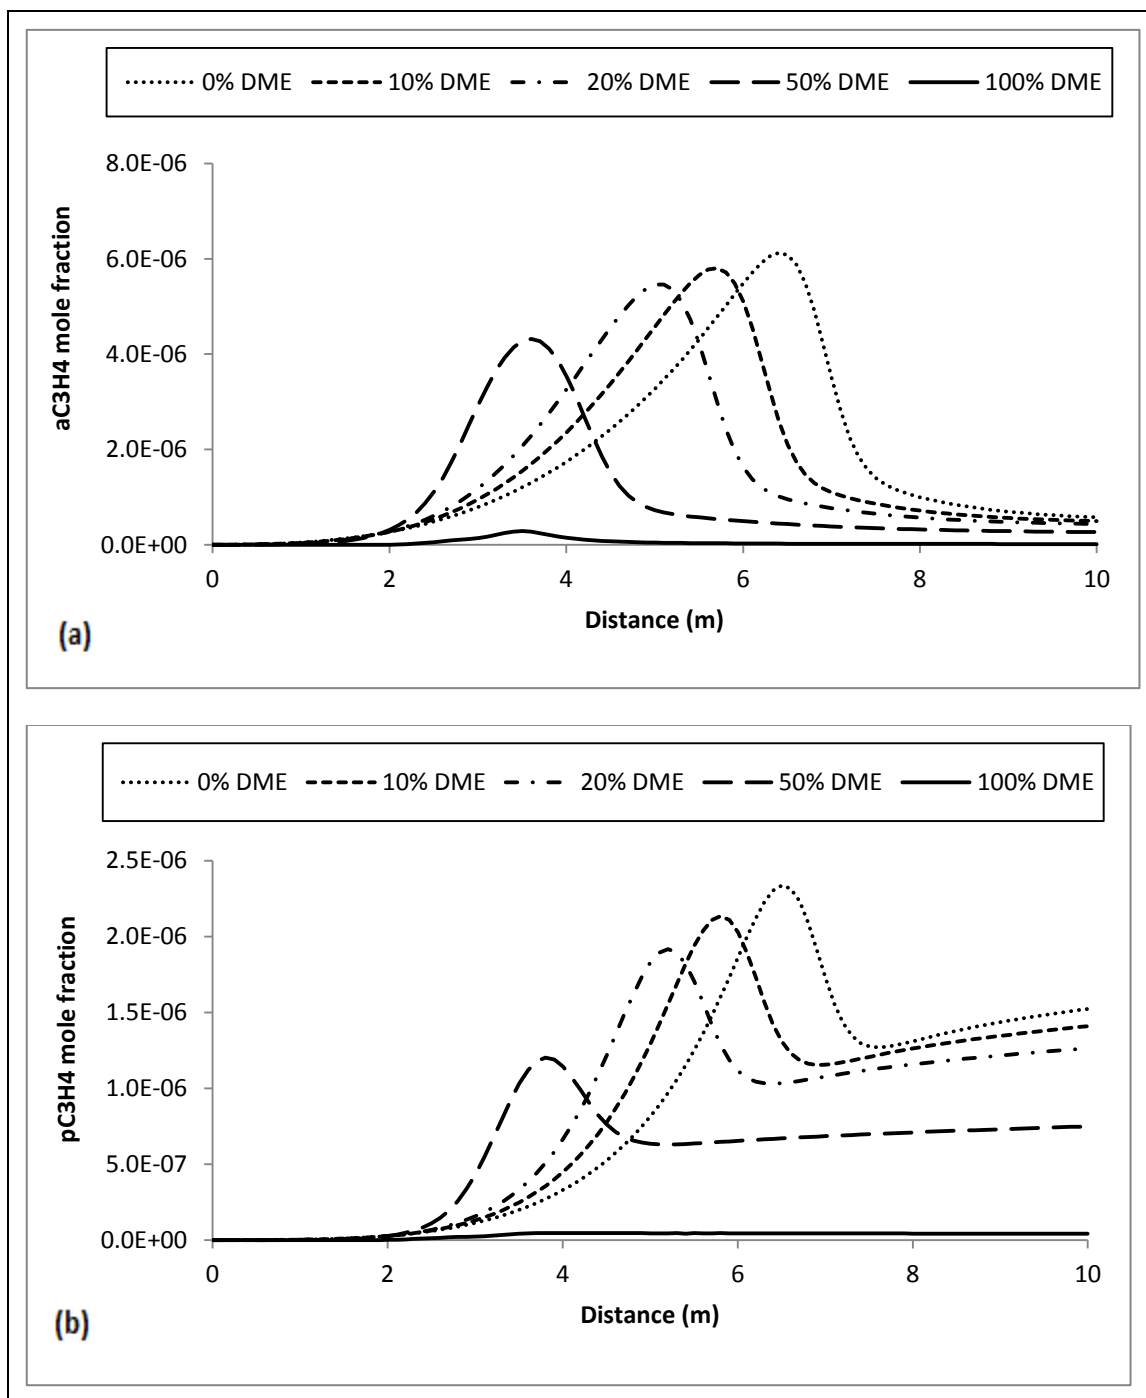 0% DME 10% DME 20% DME 50% DME 100% DME
8.0E-06
6.0E-06
4.0E-06
2.0E-06
0.0E+00
aC3H4 mole fraction
0 2 4 6 8 10
Distance (m)
(a)
0% DME 10% DME 20% DME 50% DME 100% DME
2.5E-06
2.0E-06
1.5E-06
1.0E-06
5.0E-07
0.0E+00
pC3H4 mole fraction
0 2 4 6 8 10
Distance (m)
(b)